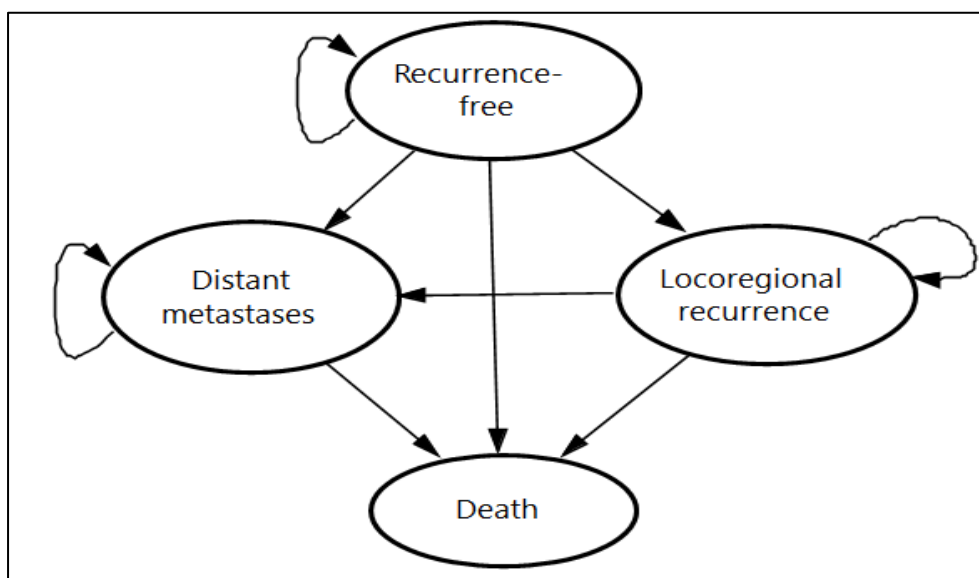 Recurrence-
free
Distant
metastases
Locoregional
recurrence
Death